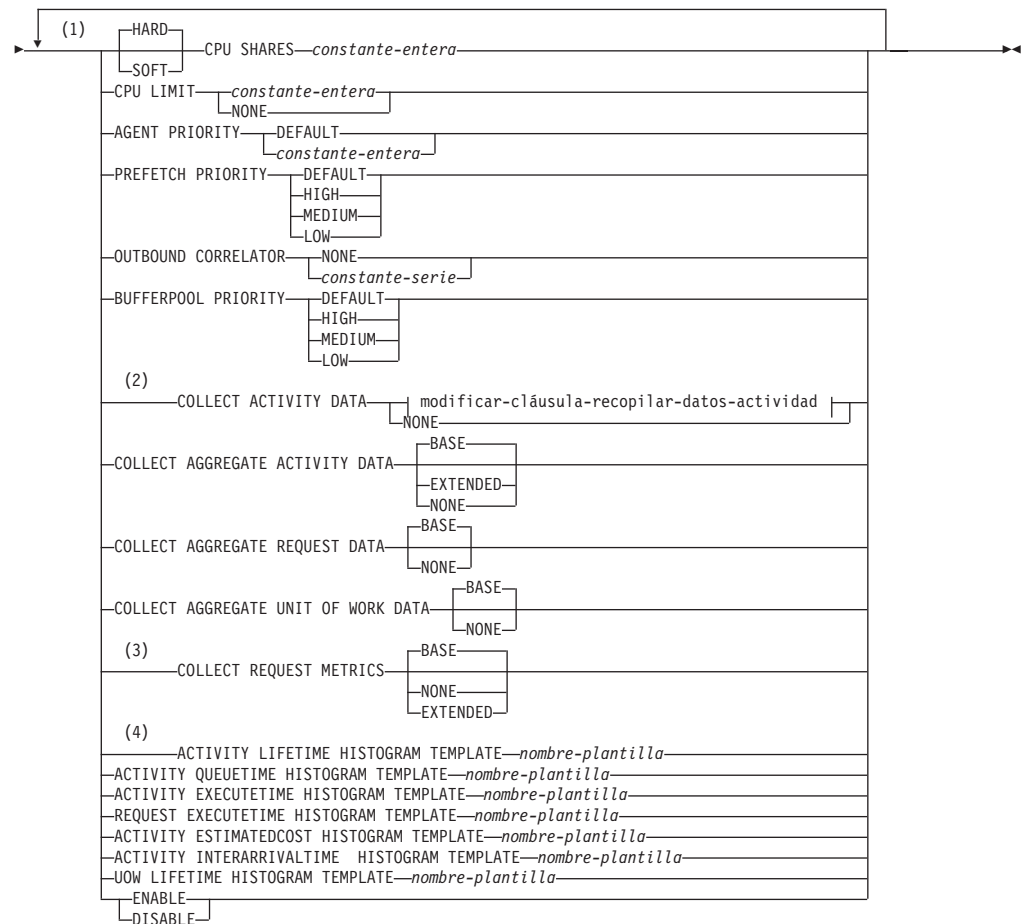 (1)
HARD
CPU SHARES constante-entera
SOFT
CPU LIMIT constante-entera
NONE
AGENT PRIORITY DEFAULT
constante-entera
PREFETCH PRIORITY DEFAULT
HIGH
MEDIUM
LOW
OUTBOUND CORRELATOR NONE
constante-serie
BUFFERPOOL PRIORITY DEFAULT
HIGH
MEDIUM
LOW
(2)
COLLECT ACTIVITY DATA modificar-cláusula-recopilar-datos-actividad
NONE
BASE
COLLECT AGGREGATE ACTIVITY DATA
EXTENDED
NONE
BASE
COLLECT AGGREGATE REQUEST DATA
NONE
BASE
COLLECT AGGREGATE UNIT OF WORK DATA
NONE
(3)
BASE
COLLECT REQUEST METRICS
NONE
EXTENDED
(4)
ACTIVITY LIFETIME HISTOGRAM TEMPLATE nombre-plantilla
ACTIVITY QUEUETIME HISTOGRAM TEMPLATE nombre-plantilla
ACTIVITY EXECUTETIME HISTOGRAM TEMPLATE nombre-plantilla
REQUEST EXECUTETIME HISTOGRAM TEMPLATE nombre-plantilla
ACTIVITY ESTIMATEDCOST HISTOGRAM TEMPLATE nombre-plantilla
ACTIVITY INTERARRIVALTIME HISTOGRAM TEMPLATE nombre-plantilla
UOW LIFETIME HISTOGRAM TEMPLATE nombre-plantilla
ENABLE
DISABLE